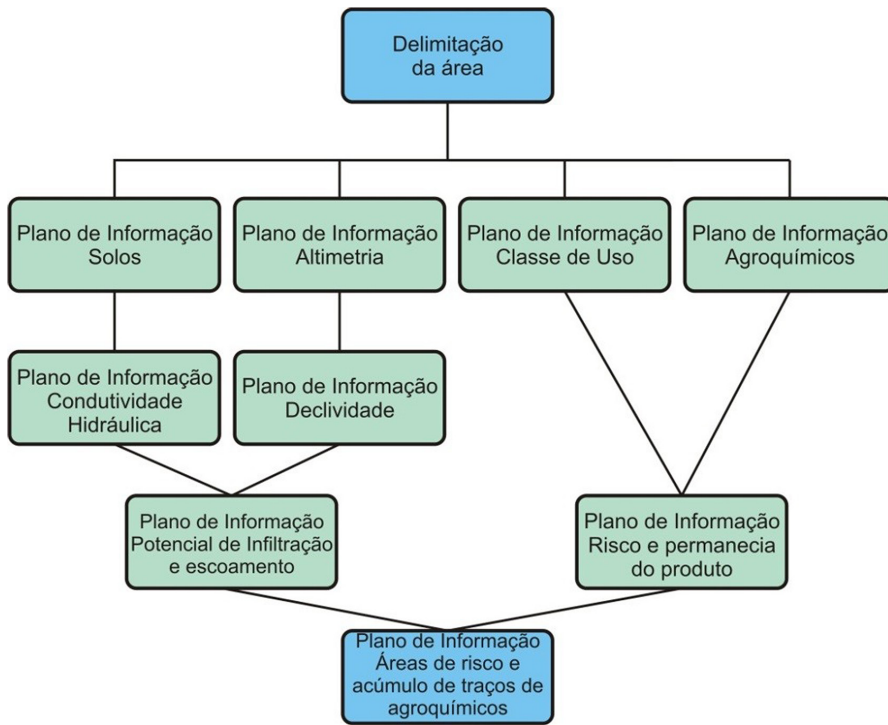 Delimitação
da área
Plano de Informação
Solos
Plano de Informação
Altimetria
Plano de Informação
Classe de Uso
Plano de Informação
Agroquímicos
Plano de Informação
Condutividade
Hidráulica
Plano de Informação
Declividade
Plano de Informação
Potencial de Infiltração
e escoamento
Plano de Informação
Risco e permanecia
do produto
Plano de Informação
Áreas de risco e
acúmulo de traços de
agroquímicos